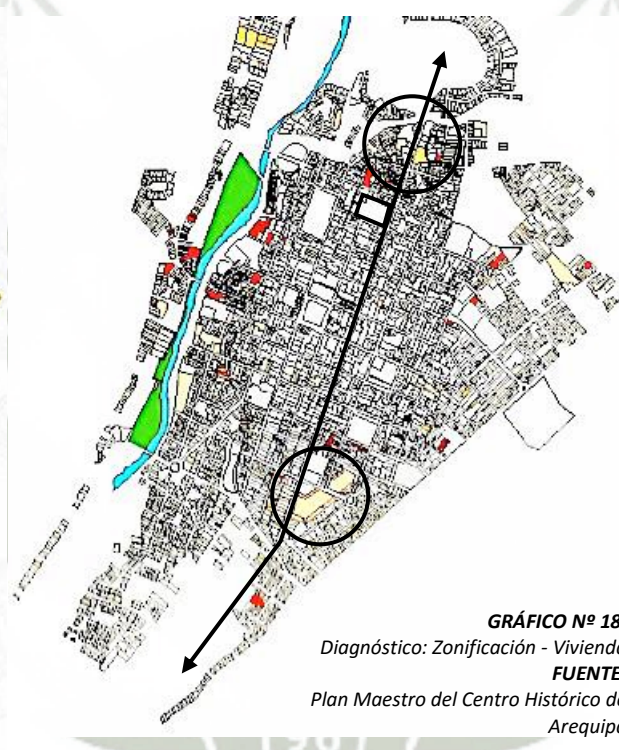 GRÁFICO Nº 18
Diagnóstico: Zonificación - Viviend
FUENTE
Plan Maestro del Centro Histórico d
Arequip